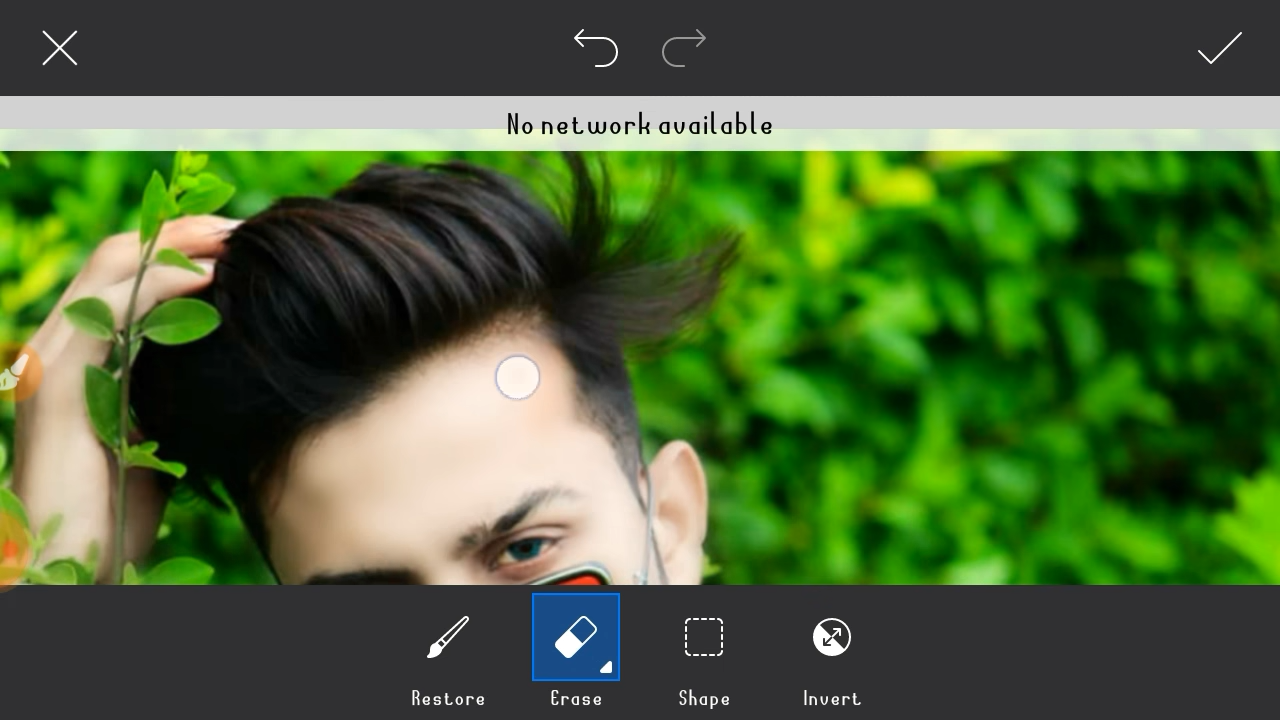 No network available
Restore
Erase
Shape
Invert